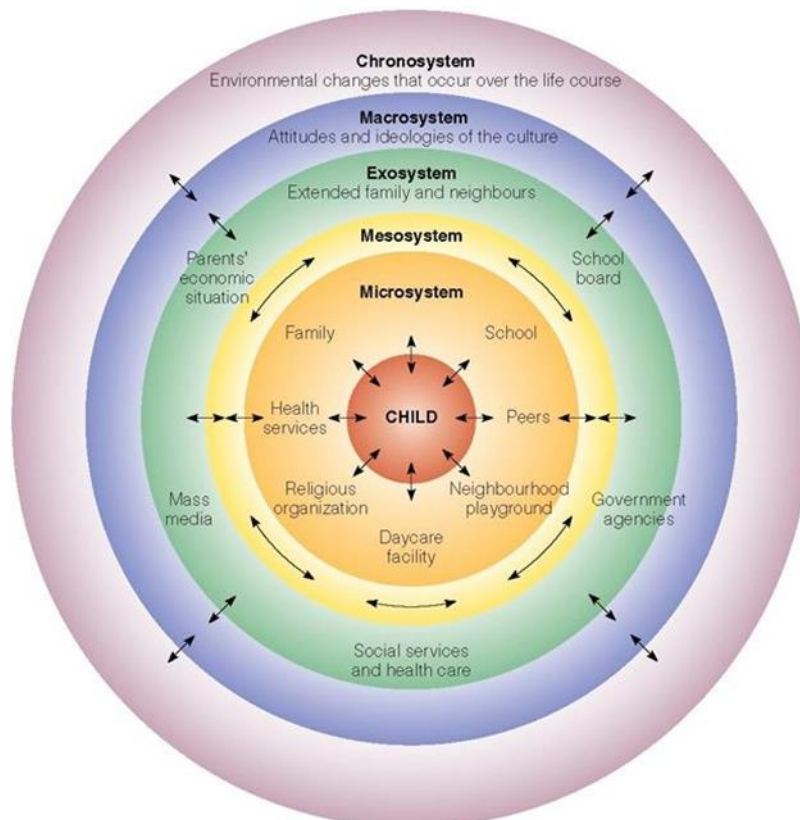 Chronosystem
Environmental changes that occur over the life course
Macrosystem
Attitudes and ideologies of the culture
Exosystem
Extended family and neighbours
Mesosystem
Parents'
economic
situation
School
board
Microsystem
Family
School
Health
services
CHILD
Peers
Religious
organization
Neighbourhood
playground
Mass
media
Government
agencies
Daycare
facility
Social services
and health care